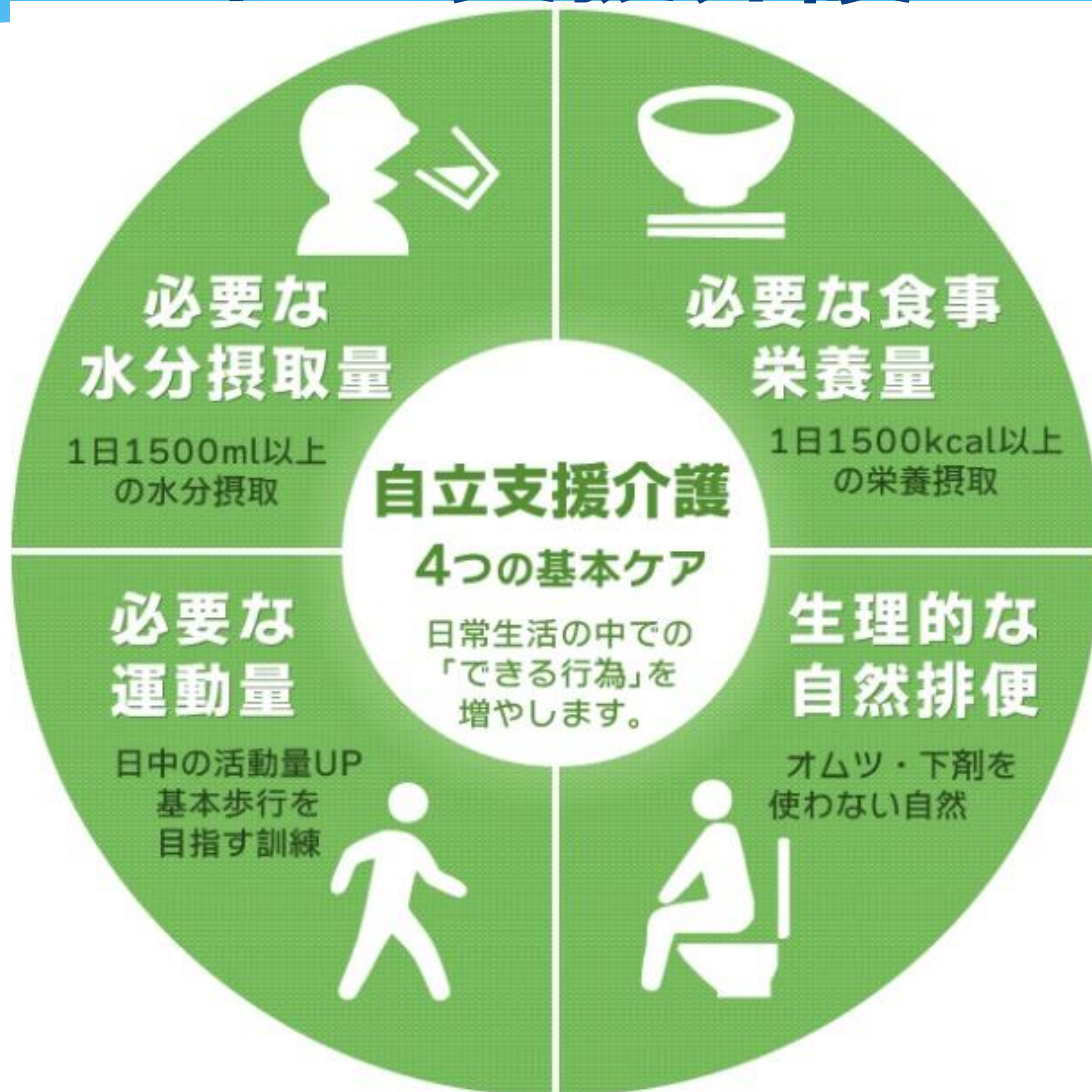 必要な
水分摂取量
1日1500ml以上
の水分摂取
必要な食事
栄養量
1日1500kcal以上
の栄養摂取
自立支援介護
4つの基本ケア
日常生活の中での
「できる行為」を
増やします。
必要な
運動量
日中の活動量UP
基本歩行を
目指す訓練
生理的な
自然排便
オムツ・下剤を
使わない自然